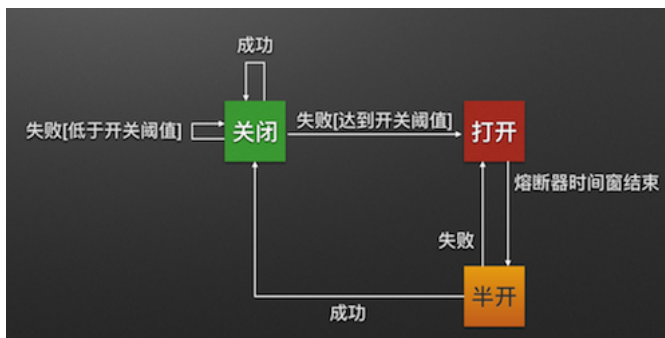 成功
失败[低于开关阈值]
关闭
失败[达到开关阈值]
打开
熔断器时间窗结束
失败
半开
成功